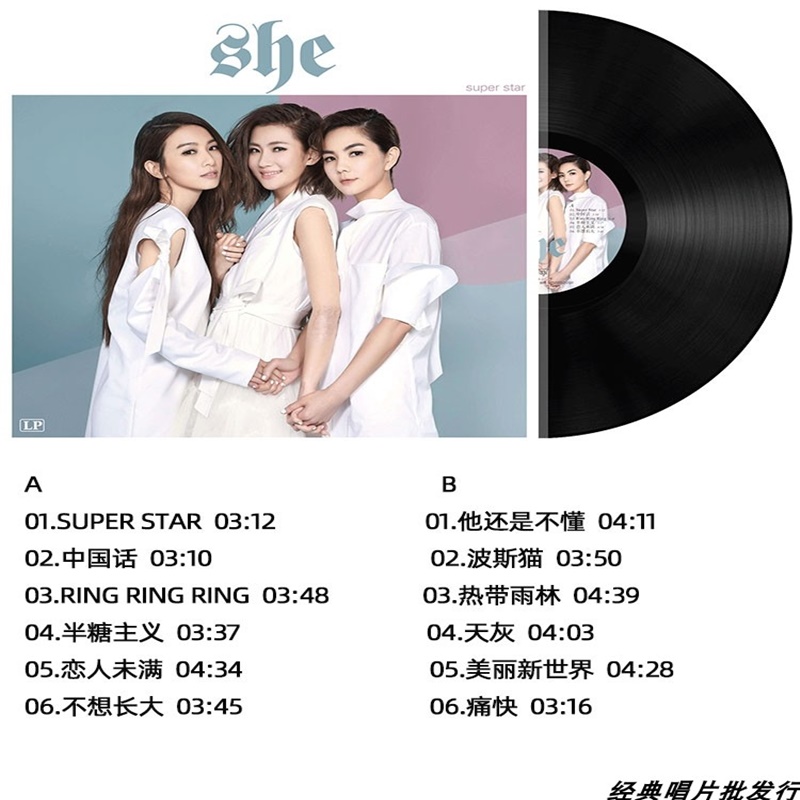 she
super star
LP
A
01.SUPER STAR 03:12
02.中国话 03:10
03.RING RING RING 03:48
04.半糖主义 03:37
05.恋人未满 04:34
06.不想长大 03:45
B
01.他还是不懂 04:11
02.波斯猫 03:50
03.热带雨林 04:39
04.天灰 04:03
05.美丽新世界 04:28
06.痛快 03:16
经典唱片批发行